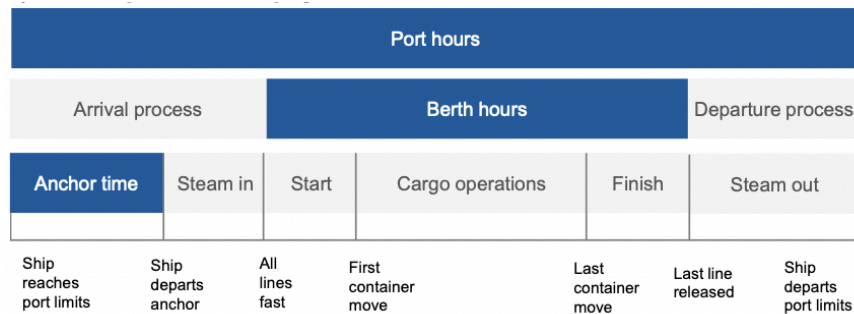 Port hours
Arrival process
Berth hours
Departure process
Anchor time
Steam in
Start
Cargo operations
Finish
Steam out
Ship
reaches
port limits
Ship
departs
anchor
All
lines
fast
First
container
move
Last
container
move
Last line
released
Ship
departs
port limits